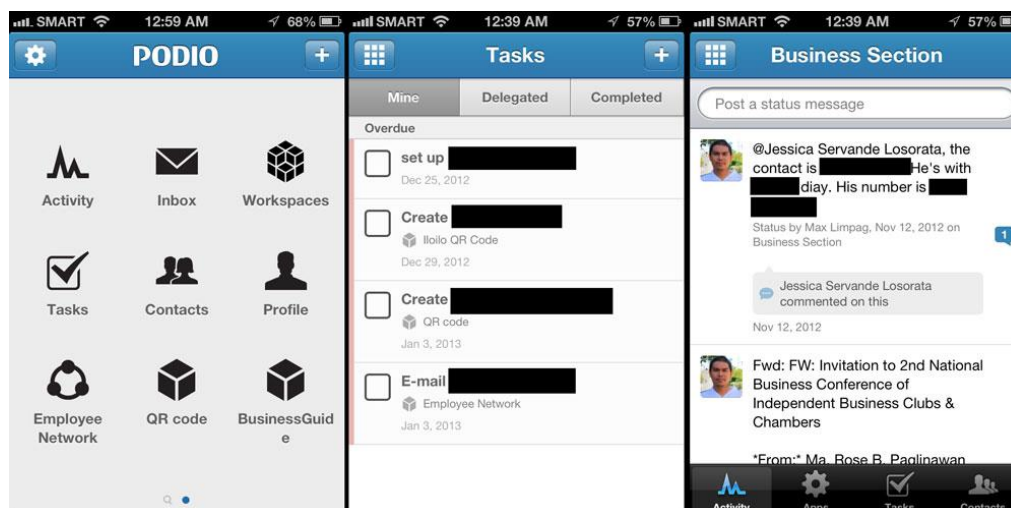 SMART 12:59 AM 68%
PODIO
+
Activity Inbox Workspaces
Tasks Contacts Profile
Employee Network QR code BusinessGuid
e
SMART 12:39 AM 57%
Tasks
+
Mine Delegated Completed
Overdue
set up
Dec 25, 2012
Create
Iloilo QR Code
Dec 29, 2012
Create
QR code
Jan 3, 2013
E-mail
Employee Network
Jan 3, 2013
SMART 12:39 AM 57%
Business Section
Post a status message
@Jessica Servande Losorata, the
contact is He's with
diay. His number is
Status by Max Limpag, Nov 12, 2012 on
Business Section
1
Jessica Servande Losorata
commented on this
Nov 12, 2012
Fwd: FW: Invitation to 2nd National
Business Conference of
Independent Business Clubs &
Chambers
*From:* Ma. Rose B. Paglinawan
Activity Apps Tasks Contacts